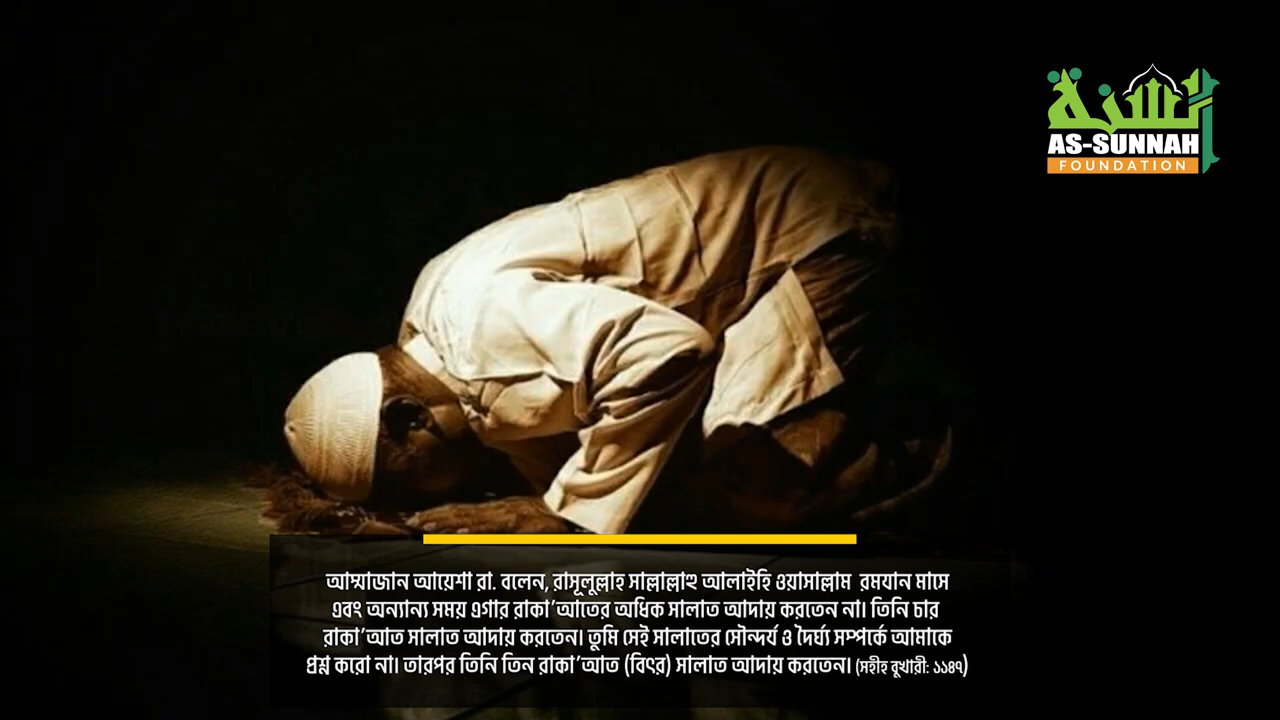 السنة
AS-SUNNAH
FOUNDATION
আম্মাজান আয়েশা রা. বলেন, রাসূলুল্লাহ সাল্লাল্লাহু আলাইহি ওয়াসাল্লাম রমযান মাসে
এবং অন্যান্য সময় এগার রাকা'আতের অধিক সালাত আদায় করতেন না। তিনি চার
রাকা'আত সালাত আদায় করতেন। তুমি সেই সালাতের সৌন্দর্য ও দৈর্ঘ্য সম্পর্কে আমাকে
প্রশ্ন করো না। তারপর তিনি তিন রাকা'আত (বিৎর) সালাত আদায় করতেন। (সহীহ বুখারী: ১১৪৭)